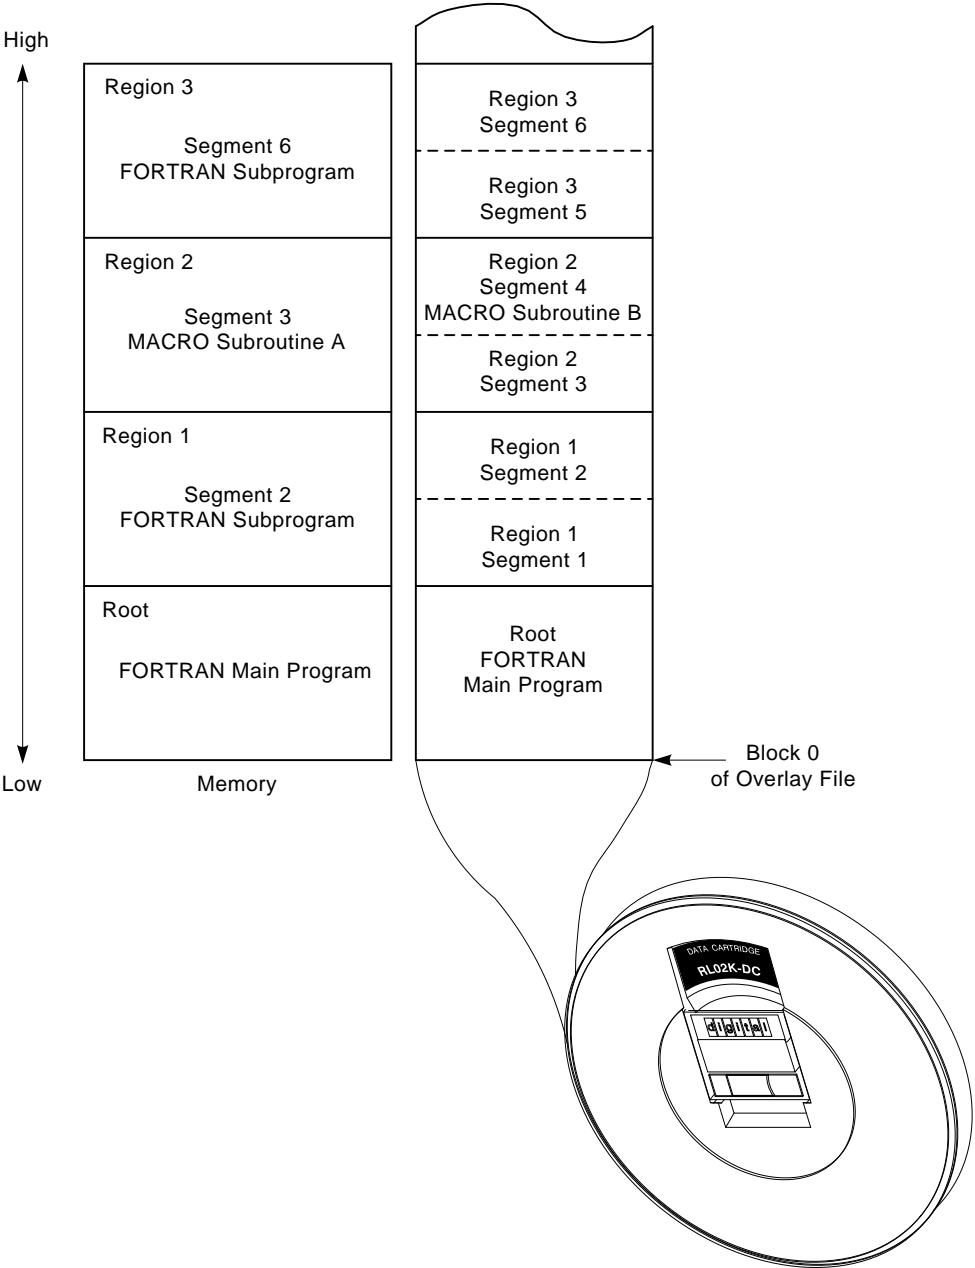 High
Region 3
Segment 6
FORTRAN Subprogram
Region 2
Segment 3
MACRO Subroutine A
Region 1
Segment 2
FORTRAN Subprogram
Root
FORTRAN Main Program
Low
Memory
Region 3
Segment 6
Region 3
Segment 5
Region 2
Segment 4
MACRO Subroutine B
Region 2
Segment 3
Region 1
Segment 2
Region 1
Segment 1
Root
FORTRAN
Main Program
Block 0
of Overlay File
DATA CARTRIDGE
RL02K-DC
digital